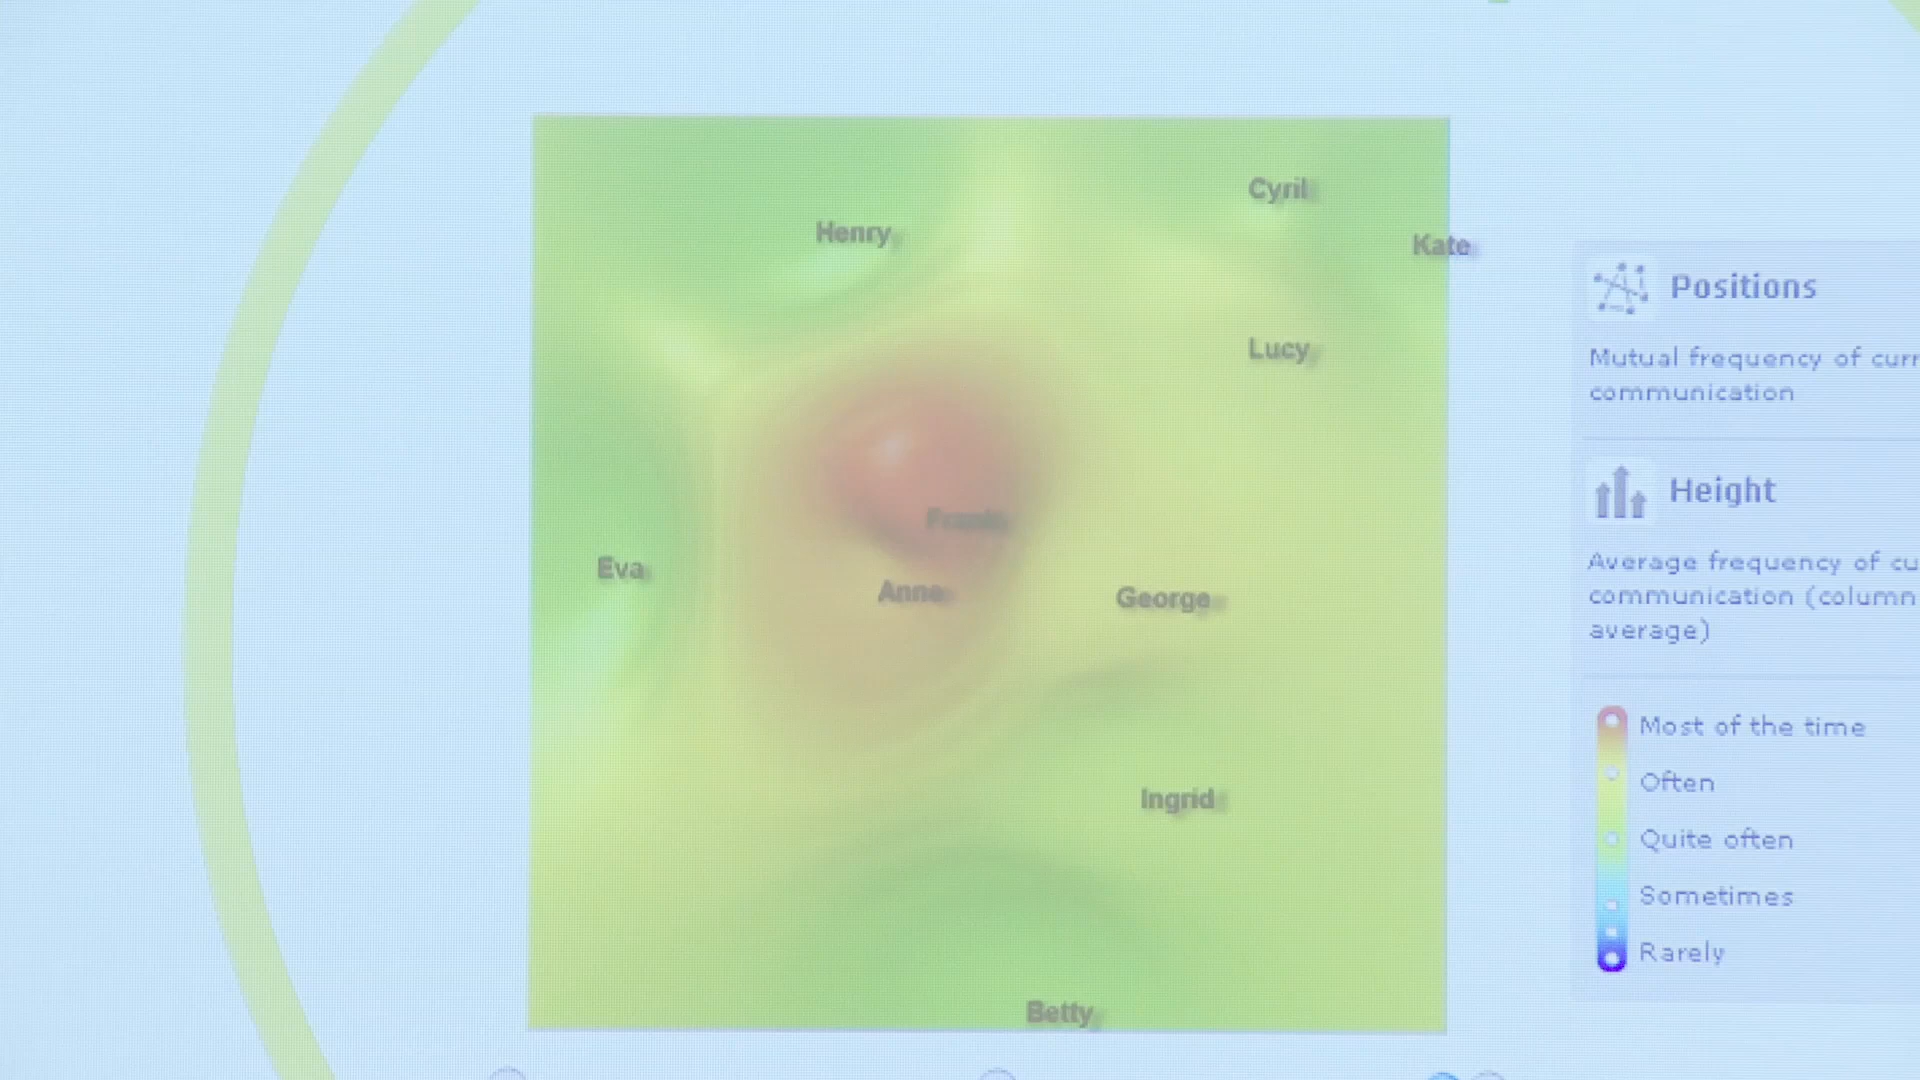 Cyril
Henry
Kate
Lucy
Frank
Eva
Anne
George
Ingrid
Betty
Positions
Mutual frequency of curr
communication
Height
Average frequency of cu
communication (column
average)
Most of the time
Often
Quite often
Sometimes
Rarely